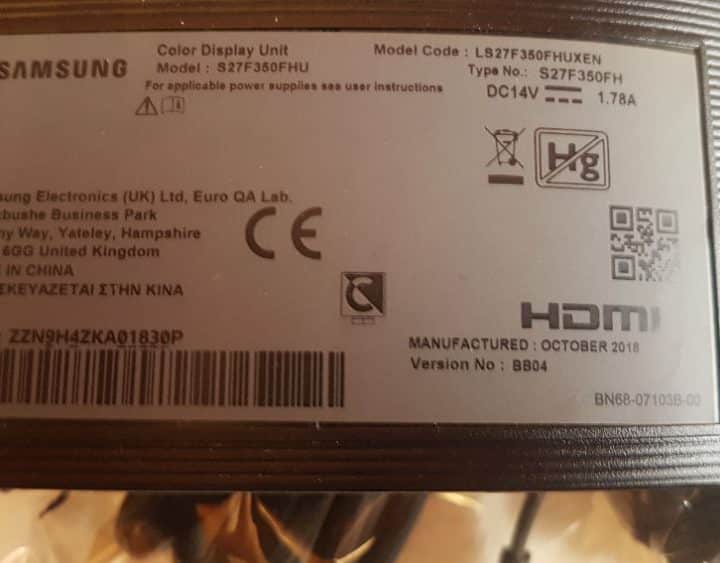 SAMSUNG
Color Display Unit
Model : S27F350FHU
For applicable power supplies see user instructions
Model Code : LS27F350FHUXEN
Type No.: S27F350FH
DC14V 1.78A
Hg
sung Electronics (UK) Ltd, Euro QA Lab.
kbushe Business Park
ny Way, Yateley, Hampshire
6GG United Kingdom
IN CHINA
ΣΚΕΥΑΖΕΤΑΙ ΣΤΗΝ ΚΙΝΑ
CE
ZZN9H4ZKA01830P
HDMI
MANUFACTURED : OCTOBER 2018
Version No : BB04
BN68-07103B-00